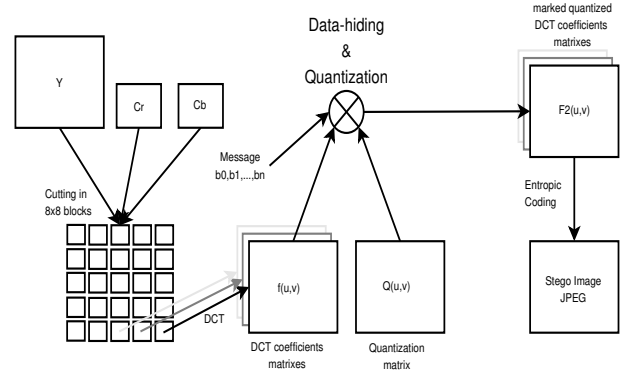 marked quantized
DCT coefficients
matrixes
Data-hiding
&
Quantization
Y
Cr
Cb
F2(u,v)
Message
b0,b1,...,bn
Cutting in
8x8 blocks
Entropic
Coding
f(u,v)
Q(u,v)
Stego Image
JPEG
DCT
DCT coefficients
matrixes
Quantization
matrix